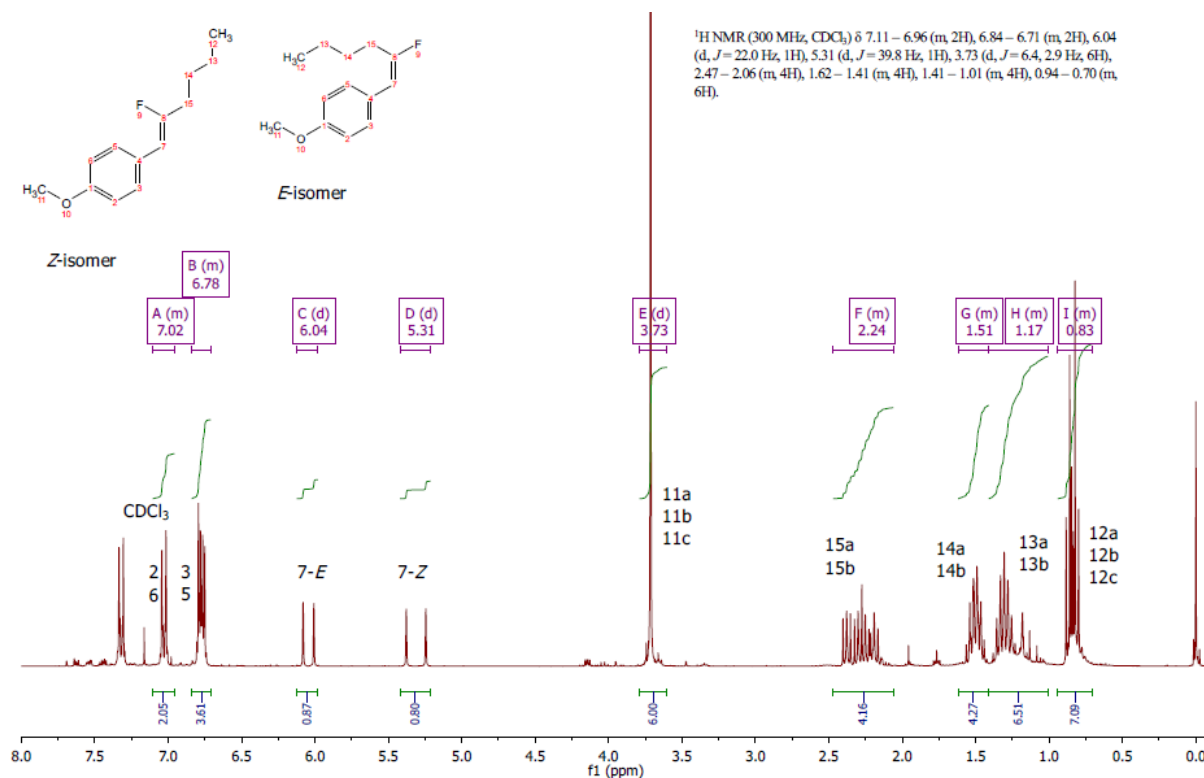 ¹H NMR (300 MHz, CDCl₃) δ 7.11 – 6.96 (m, 2H), 6.84 – 6.71 (m, 2H), 6.04
(d, J = 22.0 Hz, 1H), 5.31 (d, J = 39.8 Hz, 1H), 3.73 (d, J = 6.4, 2.9 Hz, 6H),
2.47 – 2.06 (m, 4H), 1.62 – 1.41 (m, 4H), 1.41 – 1.01 (m, 4H), 0.94 – 0.70 (m,
6H).
CH₃
12
13
14
15
F
9
8
7
5
4
6
3
1
2
H₃C
11
O
10
Z-isomer
13
15
F
9
8
14
H₃C
12
7
5
4
6
3
1
2
H₃C
11
O
10
E-isomer
A (m)
7.02
B (m)
6.78
C (d)
6.04
D (d)
5.31
E (d)
3.73
F (m)
2.24
G (m)
1.51
H (m)
1.17
I (m)
0.83
CDCl₃
2
6
3
5
7-E
7-Z
11a
11b
11c
15a
15b
14a
14b
13a
13b
12a
12b
12c
2.05
3.61
0.87
0.80
6.00
4.16
4.27
6.51
7.09
8.0 7.5 7.0 6.5 6.0 5.5 5.0 4.5 4.0 3.5 3.0 2.5 2.0 1.5 1.0 0.5 0.0
f1 (ppm)